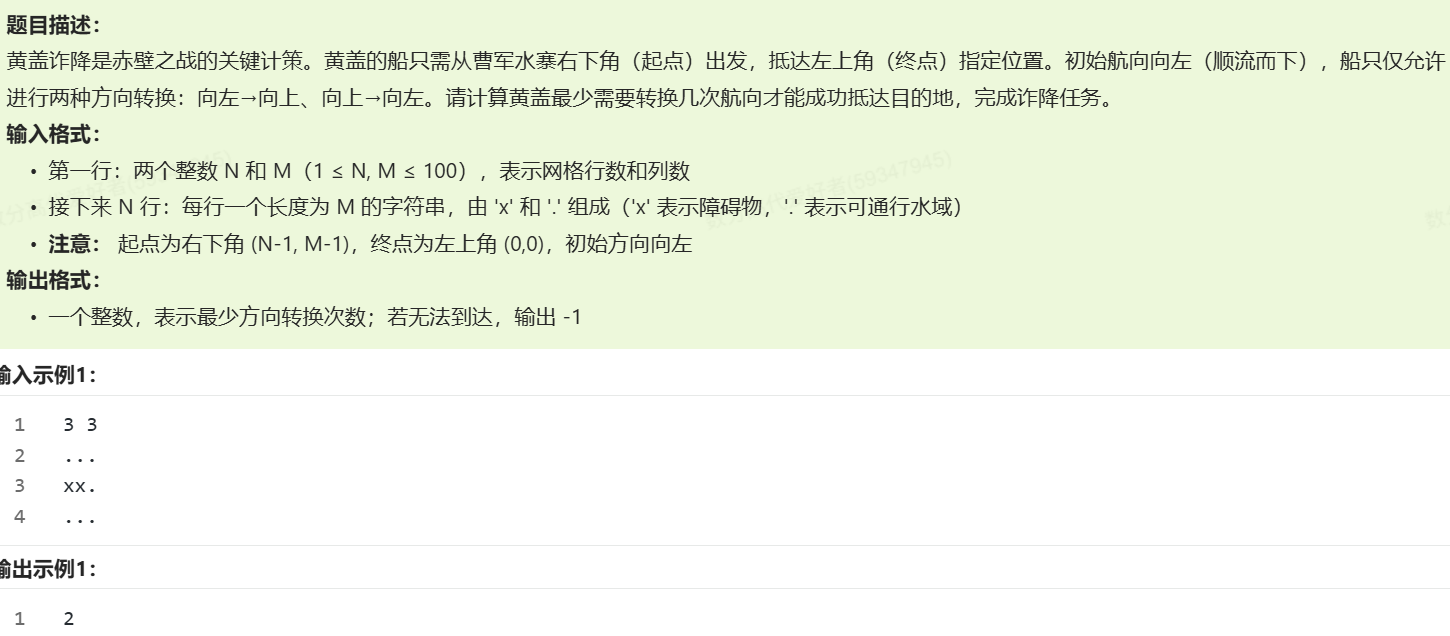 题目描述：
黄盖诈降是赤壁之战的关键计策。黄盖的船只需从曹军水寨右下角（起点）出发，抵达左上角（终点）指定位置。初始航向向左（顺流而下），船只仅允许
进行两种方向转换：向左→向上、向上→向左。请计算黄盖最少需要转换几次航向才能成功抵达目的地，完成诈降任务。
输入格式：
• 第一行：两个整数 N 和 M（1 ≤ N, M ≤ 100），表示网格行数和列数
• 接下来 N 行：每行一个长度为 M 的字符串，由 'x' 和 '.' 组成（'x' 表示障碍物，'.' 表示可通行水域）
• 注意： 起点为右下角 (N-1, M-1)，终点为左上角 (0,0)，初始方向向左
输出格式：
• 一个整数，表示最少方向转换次数；若无法到达，输出 -1
输入示例1：
1 3 3
2 ...
3 xx.
4 ...
输出示例1：
1 2